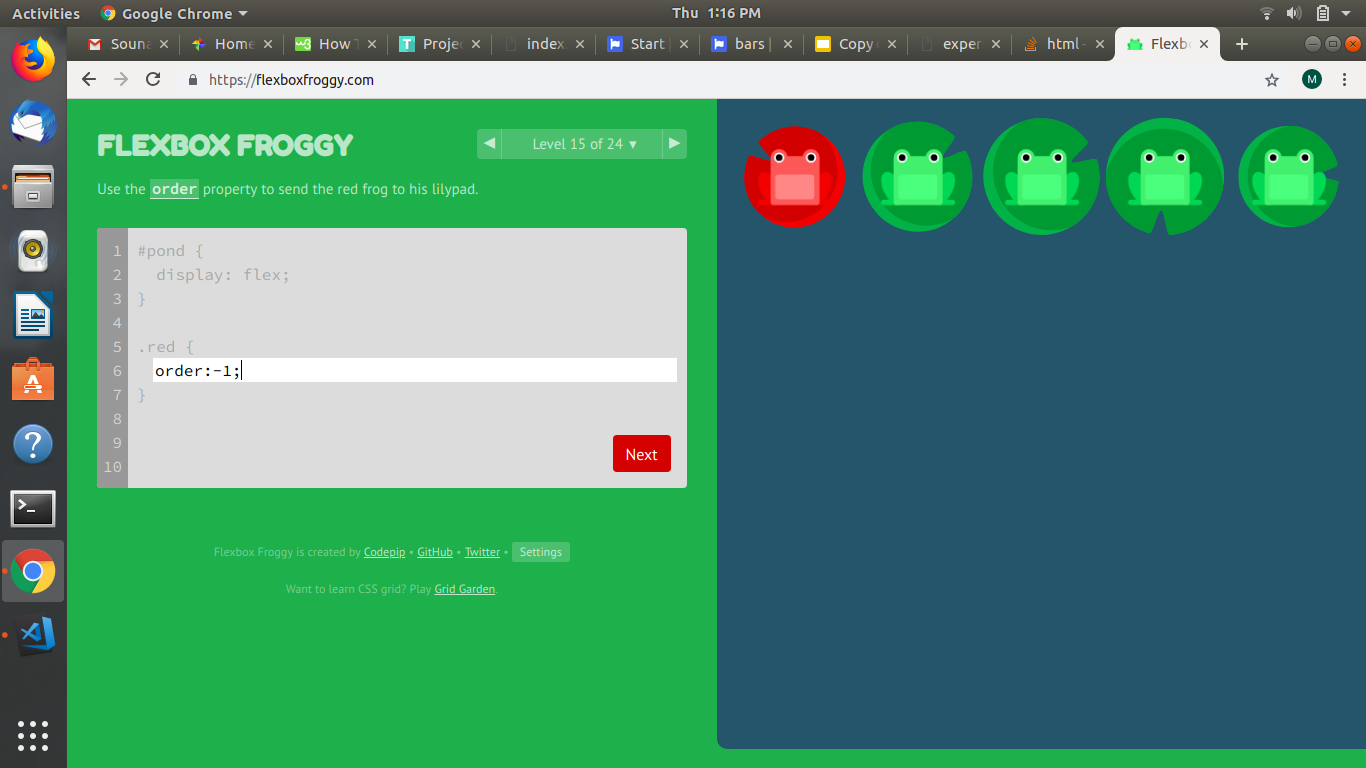 Activities Google Chrome Thu 1:16 PM
Souna Home How T Projec index Start | bars | Copy exper html - Flexbo
https://flexboxfroggy.com M
FLEXBOX FROGGY
Level 15 of 24
Use the order property to send the red frog to his lilypad.
1 #pond {
2 display: flex;
3 }
4
5 .red {
6 order:-1;
7 }
8
9
10
Next
Flexbox Froggy is created by Codepip • GitHub • Twitter • Settings
Want to learn CSS grid? Play Grid Garden.